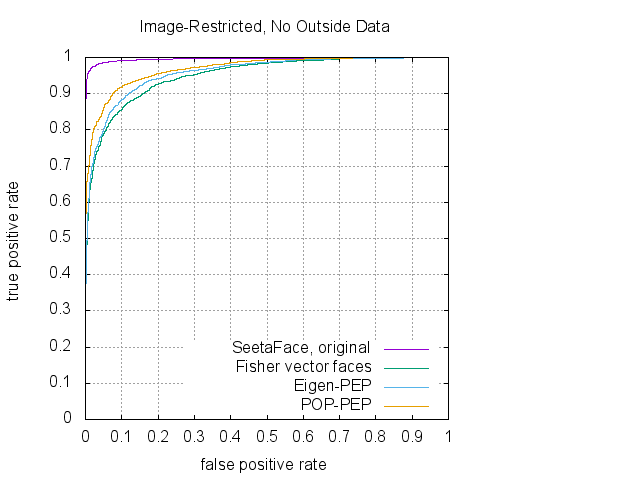 Image-Restricted, No Outside Data
1
0.9
0.8
0.7
0.6
0.5
0.4
0.3
0.2
0.1
0
true positive rate
SeetaFace, original
Fisher vector faces
Eigen-PEP
POP-PEP
0 0.1 0.2 0.3 0.4 0.5 0.6 0.7 0.8 0.9 1
false positive rate